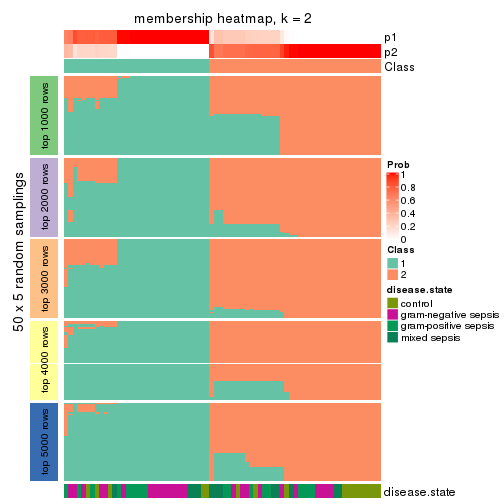 membership heatmap, k = 2
p1
p2
Class
50 x 5 random samplings
top 1000 rows
top 2000 rows
top 3000 rows
top 4000 rows
top 5000 rows
Prob
1
0.8
0.6
0.4
0.2
0
Class
1
2
disease.state
control
gram-negative sepsis
gram-positive sepsis
mixed sepsis
disease.state